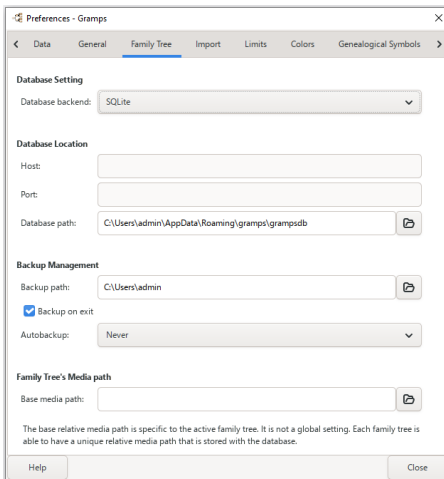 Preferences - Gramps
Data General Family Tree Import Limits Colors Genealogical Symbols
Database Setting
Database backend: SQLite
Database Location
Host:
Port:
Database path: C:\Users\admin\AppData\Roaming\gramps\grampsdb
Backup Management
Backup path: C:\Users\admin
Backup on exit
Autobackup: Never
Family Tree's Media path
Base media path:
The base relative media path is specific to the active family tree. It is not a global setting. Each family tree is
able to have a unique relative media path that is stored with the database.
Help Close